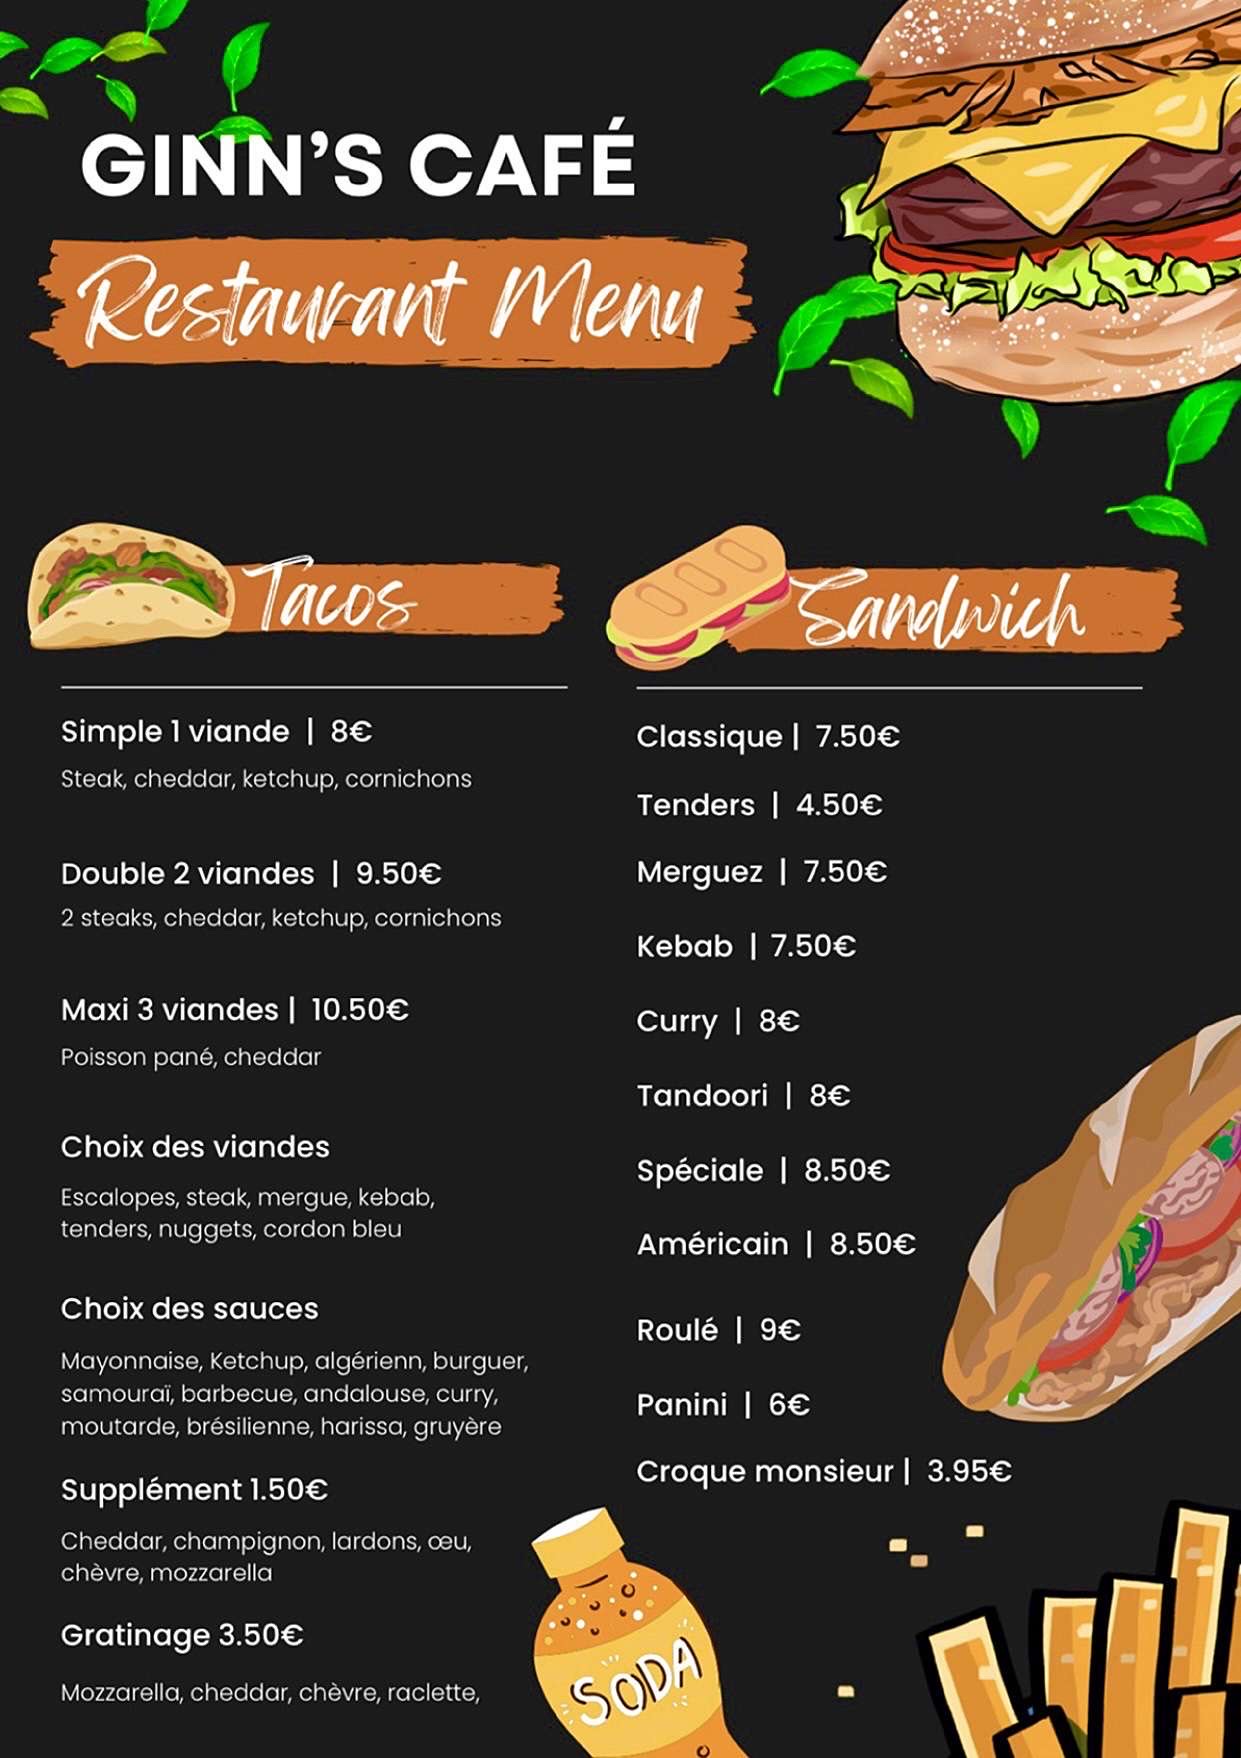 GINN'S CAFÉ
Restaurant Menu
Tacos
Simple 1 viande | 8€
Steak, cheddar, ketchup, cornichons
Double 2 viandes | 9.50€
2 steaks, cheddar, ketchup, cornichons
Maxi 3 viandes | 10.50€
Poisson pané, cheddar
Choix des viandes
Escalopes, steak, mergue, kebab,
tenders, nuggets, cordon bleu
Choix des sauces
Mayonnaise, Ketchup, algérienn, burguer,
samouraï, barbecue, andalouse, curry,
moutarde, brésilienne, harissa, gruyère
Supplément 1.50€
Cheddar, champignon, lardons, œu,
chèvre, mozzarella
Gratinage 3.50€
Mozzarella, cheddar, chèvre, raclette,
Sandwich
Classique | 7.50€
Tenders | 4.50€
Merguez | 7.50€
Kebab | 7.50€
Curry | 8€
Tandoori | 8€
Spéciale | 8.50€
Américain | 8.50€
Roulé | 9€
Panini | 6€
Croque monsieur | 3.95€
SODA